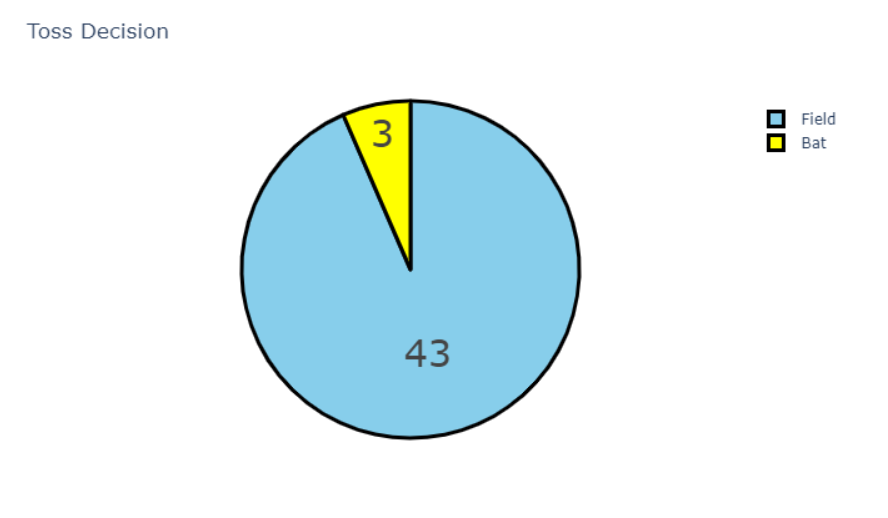 Toss Decision
Field
Bat
3
43